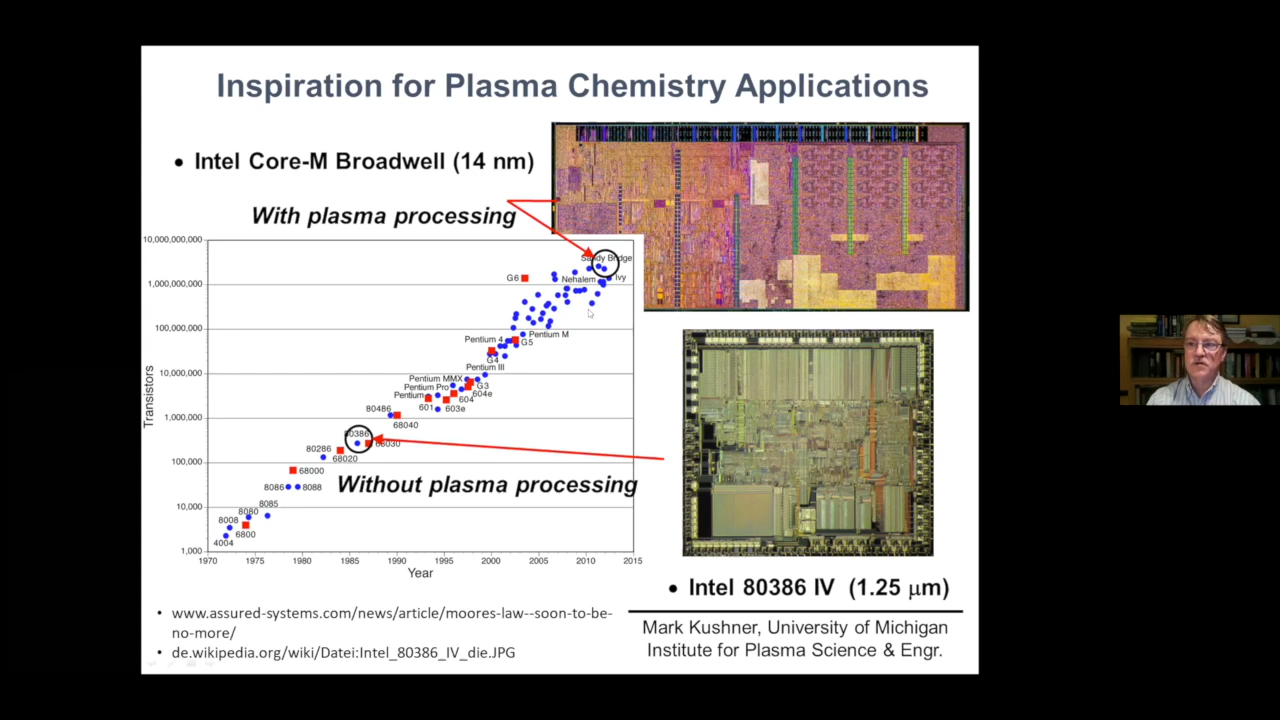 Inspiration for Plasma Chemistry Applications
• Intel Core-M Broadwell (14 nm)
With plasma processing
10,000,000,000
1,000,000,000
100,000,000
10,000,000
1,000,000
100,000
10,000
1,000
Transistors
Sandy Bridge
Ivy
G6
Nehalem
Pentium M
Pentium 4
G5
G4
Pentium III
Pentium MMX
G3
Pentium Pro
604e
Pentium
604
601
603e
80486
68040
80386
68030
80286
68020
68000
8086
8088
8085
8080
8008
6800
4004
Without plasma processing
1970 1975 1980 1985 1990 1995 2000 2005 2010 2015
Year
• Intel 80386 IV (1.25 μm)
• www.assured-systems.com/news/article/moores-law--soon-to-be-
no-more/
• de.wikipedia.org/wiki/Datei:Intel_80386_IV_die.JPG
Mark Kushner, University of Michigan
Institute for Plasma Science & Engr.